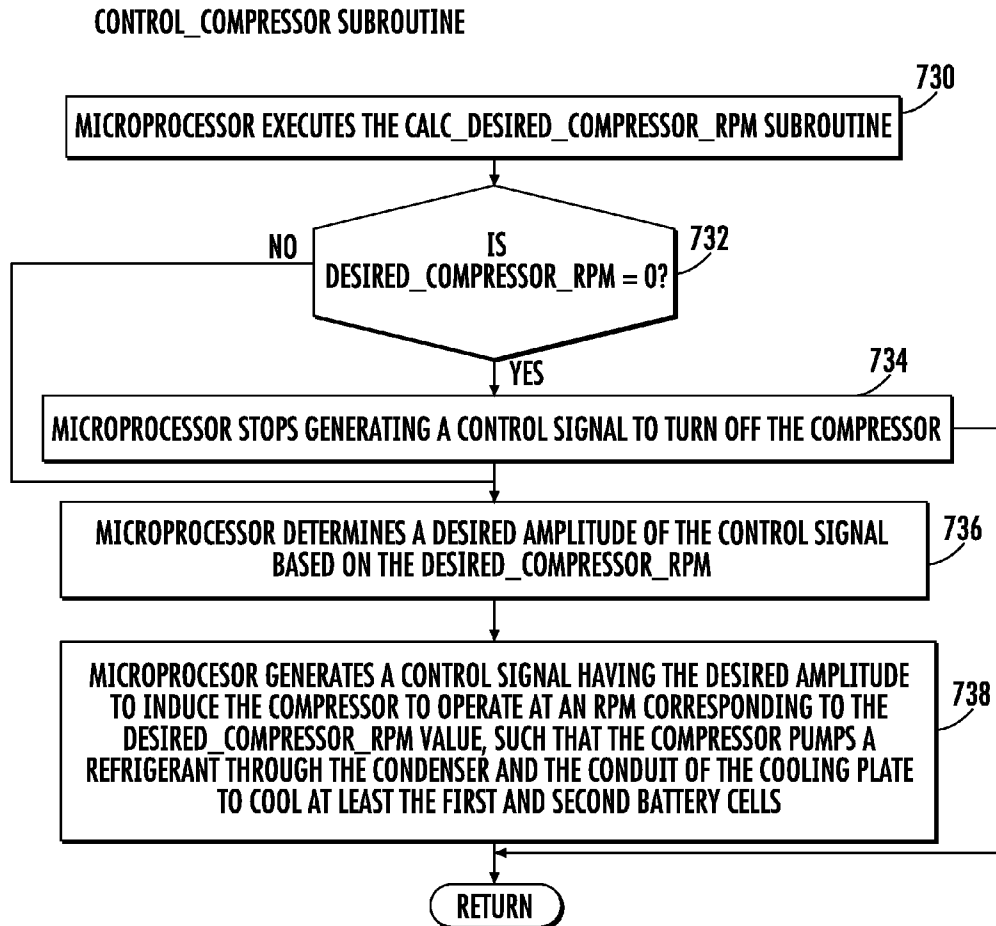 CONTROL_COMPRESSOR SUBROUTINE
730
MICROPROCESSOR EXECUTES THE CALC_DESIRED_COMPRESSOR_RPM SUBROUTINE
NO
IS
DESIRED_COMPRESSOR_RPM = 0?
732
YES
734
MICROPROCESSOR STOPS GENERATING A CONTROL SIGNAL TO TURN OFF THE COMPRESSOR
MICROPROCESSOR DETERMINES A DESIRED AMPLITUDE OF THE CONTROL SIGNAL
BASED ON THE DESIRED_COMPRESSOR_RPM
736
MICROPROCESOR GENERATES A CONTROL SIGNAL HAVING THE DESIRED AMPLITUDE
TO INDUCE THE COMPRESSOR TO OPERATE AT AN RPM CORRESPONDING TO THE
DESIRED_COMPRESSOR_RPM VALUE, SUCH THAT THE COMPRESSOR PUMPS A
REFRIGERANT THROUGH THE CONDENSER AND THE CONDUIT OF THE COOLING PLATE
TO COOL AT LEAST THE FIRST AND SECOND BATTERY CELLS
738
RETURN